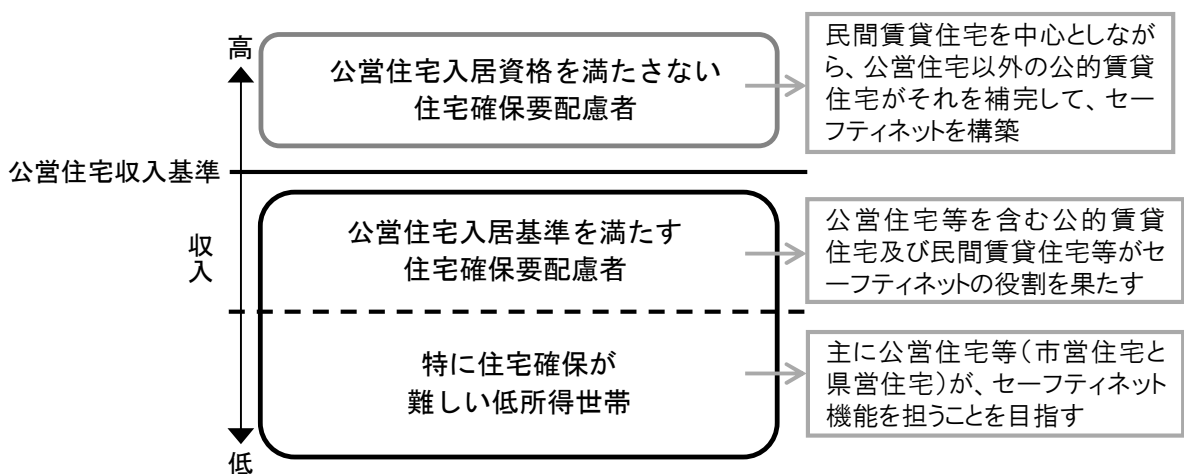 高
公営住宅入居資格を満たさない
住宅確保要配慮者
民間賃貸住宅を中心としなが
ら、公営住宅以外の公的賃貸
住宅がそれを補完して、セー
フティネットを構築
公営住宅収入基準
収入
公営住宅入居基準を満たす
住宅確保要配慮者
公営住宅等を含む公的賃貸
住宅及び民間賃貸住宅等がセ
ーフティネットの役割を果たす
特に住宅確保が
難しい低所得世帯
主に公営住宅等（市営住宅と
県営住宅）が、セーフティネット
機能を担うことを目指す
低